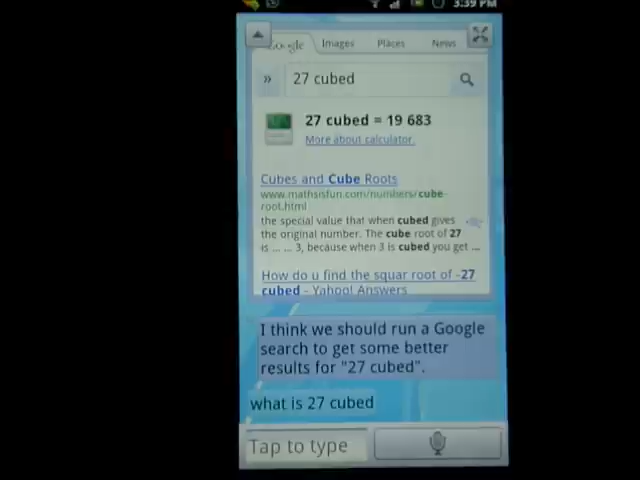 3:39 PM
Google Images Places News
» 27 cubed
27 cubed = 19 683
More about calculator.
Cubes and Cube Roots
www.mathsisfun.com/numbers/cube-
root.html
the special value that when cubed gives
the original number. The cube root of 27
is ... ... 3, because when 3 is cubed you get ...
How do u find the squar root of -27
cubed - Yahoo! Answers
I think we should run a Google
search to get some better
results for "27 cubed".
what is 27 cubed
Tap to type